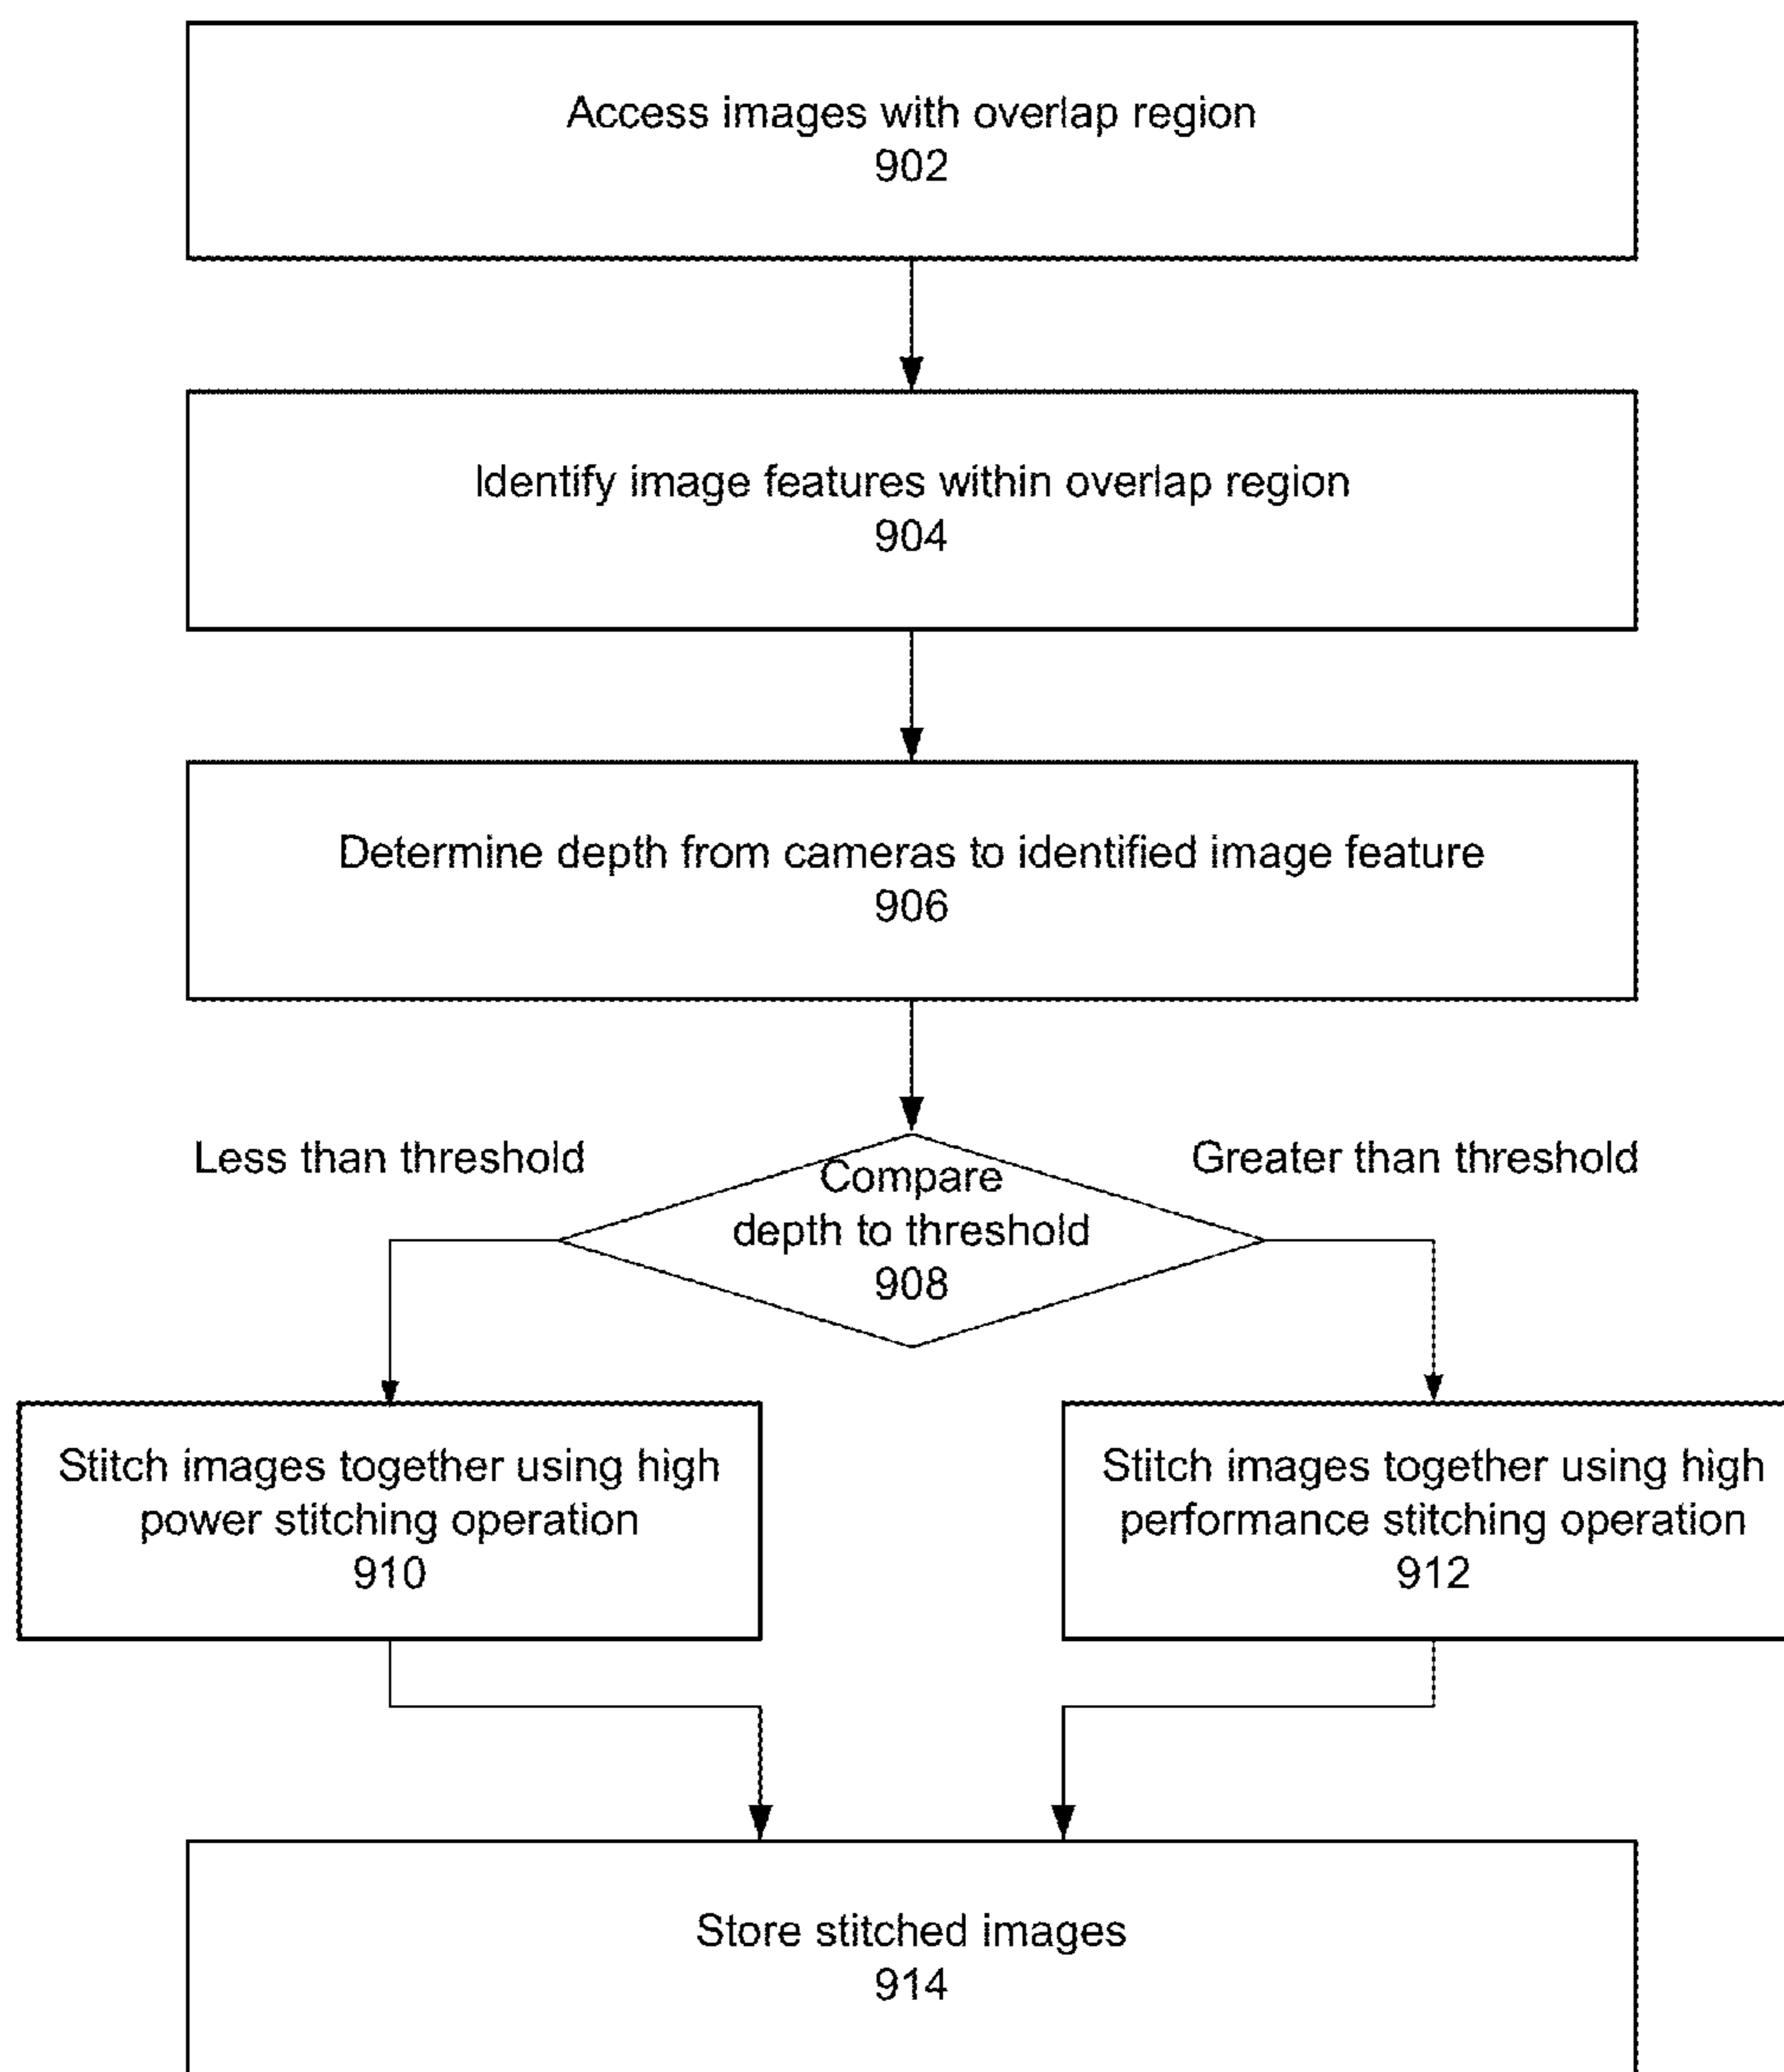 Access images with overlap region
902
Identify image features within overlap region
904
Determine depth from cameras to identified image feature
906
Less than threshold
Greater than threshold
Compare
depth to threshold
908
Stitch images together using high
power stitching operation
910
Stitch images together using high
performance stitching operation
912
Store stitched images
914